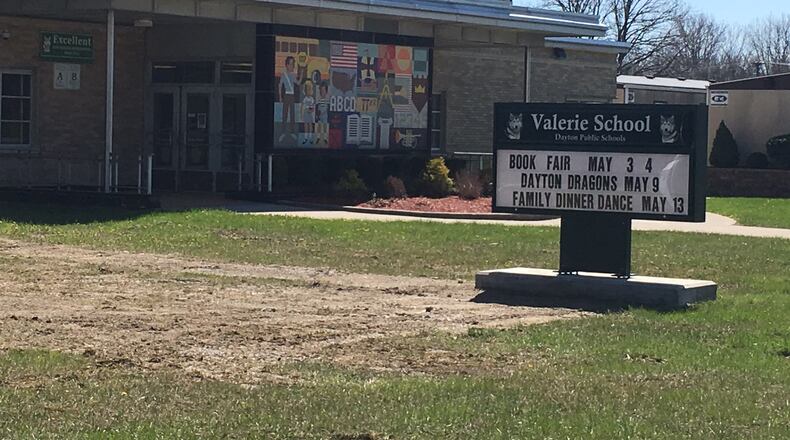 Excellent
A B
ABCD
Valerie School
Dayton Public Schools
BOOK FAIR MAY 3 4
DAYTON DRAGONS MAY 9
FAMILY DINNER DANCE MAY 13